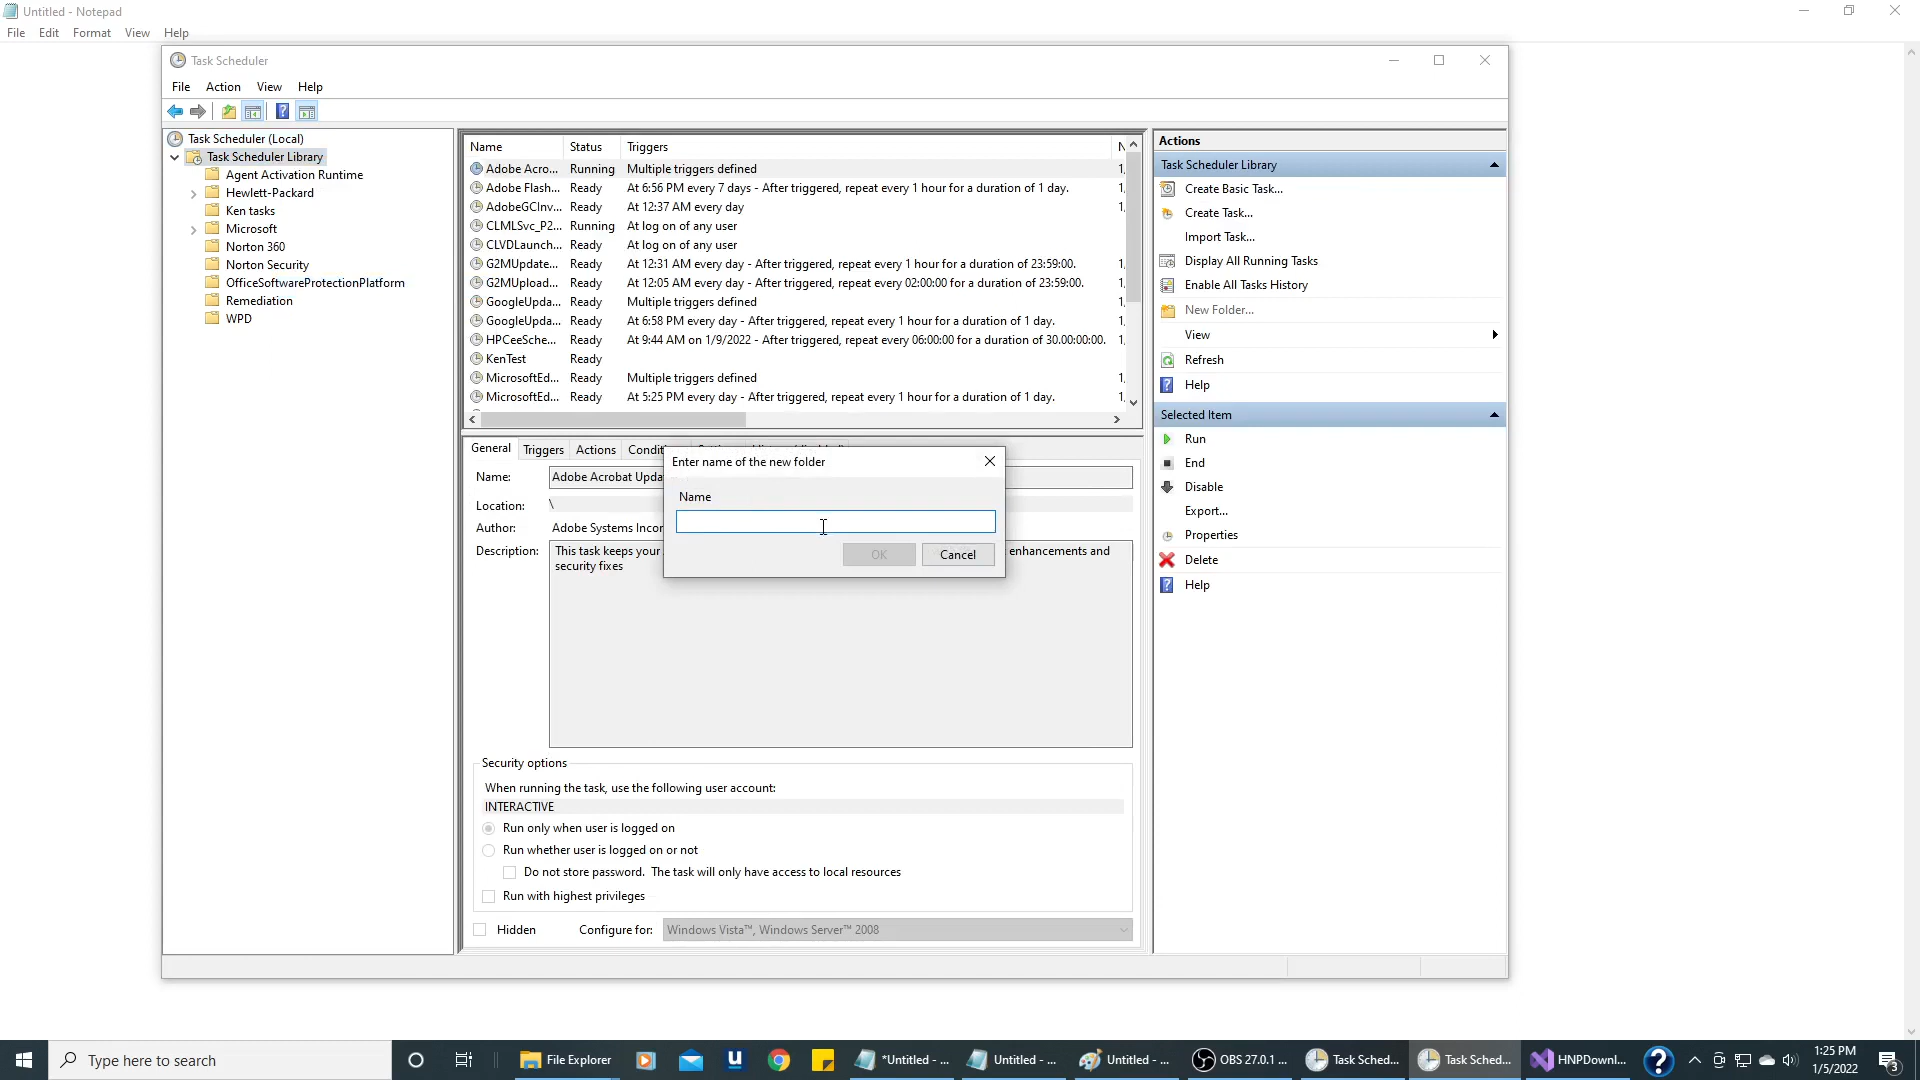 Untitled - Notepad
File Edit Format View Help
Task Scheduler
File Action View Help
Task Scheduler (Local)
Task Scheduler Library
Agent Activation Runtime
Hewlett-Packard
Ken tasks
Microsoft
Norton 360
Norton Security
OfficeSoftwareProtectionPlatform
Remediation
WPD
Name Status Triggers
Adobe Acro... Running Multiple triggers defined
Adobe Flash... Ready At 6:56 PM every 7 days - After triggered, repeat every 1 hour for a duration of 1 day.
AdobeGCInv... Ready At 12:37 AM every day
CLMLSvc_P2... Running At log on of any user
CLVDLaunch... Ready At log on of any user
G2MUpdate... Ready At 12:31 AM every day - After triggered, repeat every 1 hour for a duration of 23:59:00.
G2MUpload... Ready At 12:05 AM every day - After triggered, repeat every 02:00:00 for a duration of 23:59:00.
GoogleUpda... Ready Multiple triggers defined
GoogleUpda... Ready At 6:58 PM every day - After triggered, repeat every 1 hour for a duration of 1 day.
HPCeeSche... Ready At 9:44 AM on 1/9/2022 - After triggered, repeat every 06:00:00 for a duration of 30.00:00:00.
KenTest Ready
MicrosoftEd... Ready Multiple triggers defined
MicrosoftEd... Ready At 5:25 PM every day - After triggered, repeat every 1 hour for a duration of 1 day.
General Triggers Actions
Name: Adobe Acrobat
Location: \
Author: Adobe Systems
Description: This task keeps your enhancements and
security fixes
Enter name of the new folder
Name
OK Cancel
Security options
When running the task, use the following user account:
INTERACTIVE
Run only when user is logged on
Run whether user is logged on or not
Do not store password. The task will only have access to local resources
Run with highest privileges
Hidden Configure for: Windows Vista™, Windows Server™ 2008
Actions
Task Scheduler Library
Create Basic Task...
Create Task...
Import Task...
Display All Running Tasks
Enable All Tasks History
New Folder...
View
Refresh
Help
Selected Item
Run
End
Disable
Export...
Properties
Delete
Help
Type here to search File Explorer *Untitled - ... Untitled - ... Untitled - ... OBS 27.0.1 ... Task Sched... Task Sched... HNPDownl... 1:25 PM
1/5/2022 3